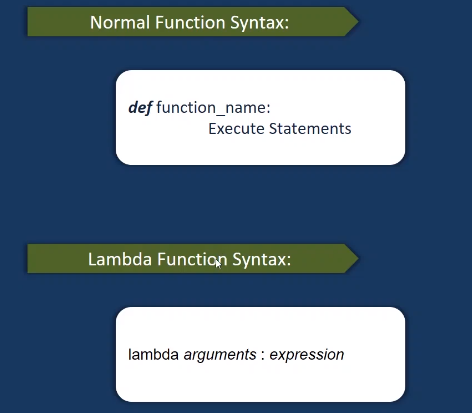 Normal Function Syntax:
def function_name:
Execute Statements
Lambda Function Syntax:
lambda arguments : expression